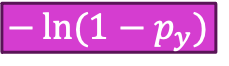 − ln(1 − p_y)